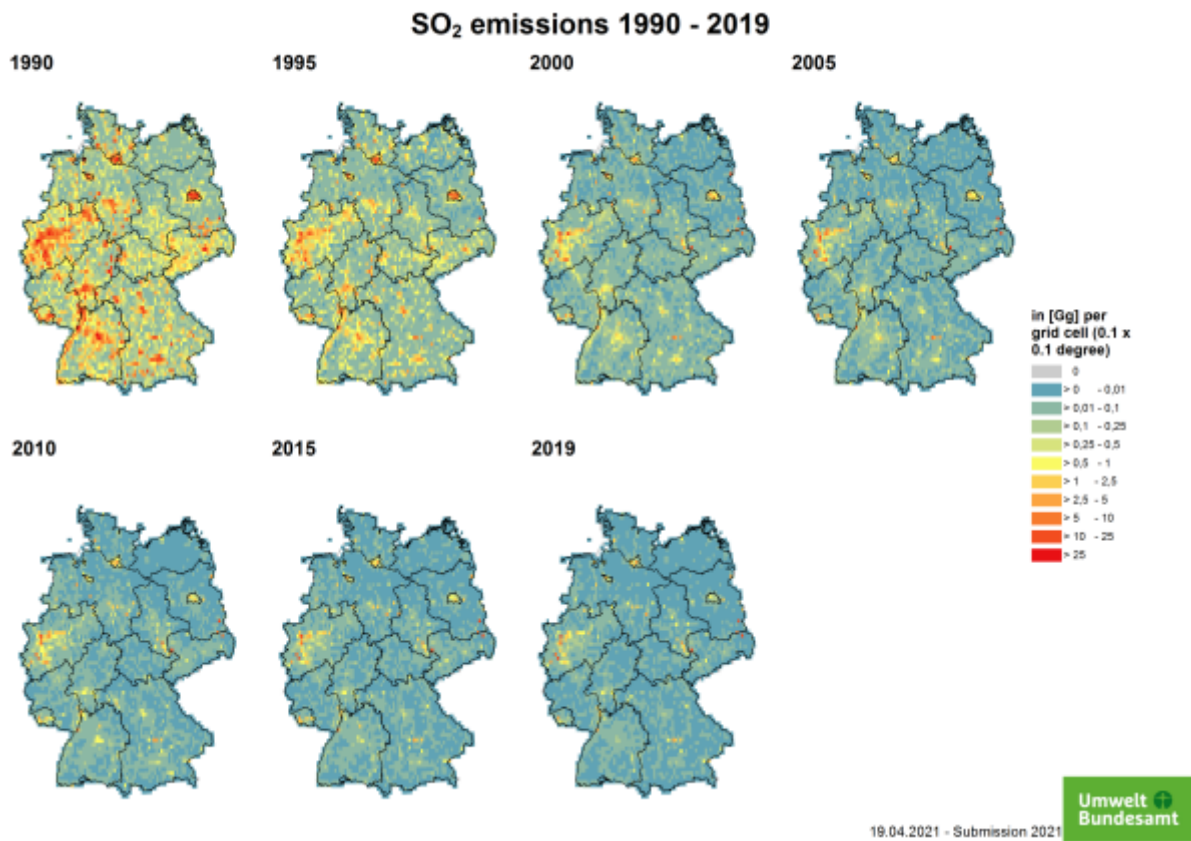 SO₂ emissions 1990 - 2019
1990
1995
2000
2005
in [Gg] per
grid cell (0.1 x
0.1 degree)
0
> 0 - 0,01
> 0,01 - 0,1
> 0,1 - 0,25
> 0,25 - 0,5
> 0,5 - 1
> 1 - 2,5
> 2,5 - 5
> 5 - 10
> 10 - 25
> 25
2010
2015
2019
Umwelt
Bundesamt
19.04.2021 - Submission 2021